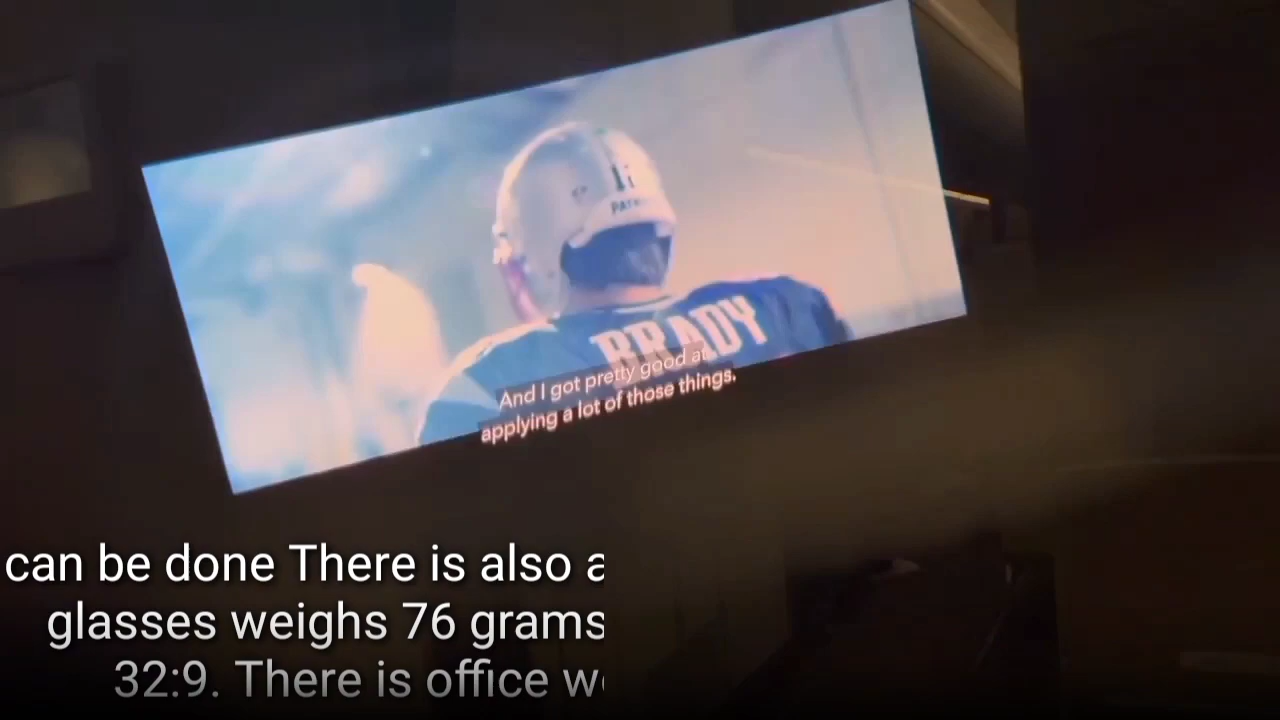 BRADY
And I got pretty good at
applying a lot of those things.
can be done There is also a
glasses weighs 76 grams
32:9. There is office